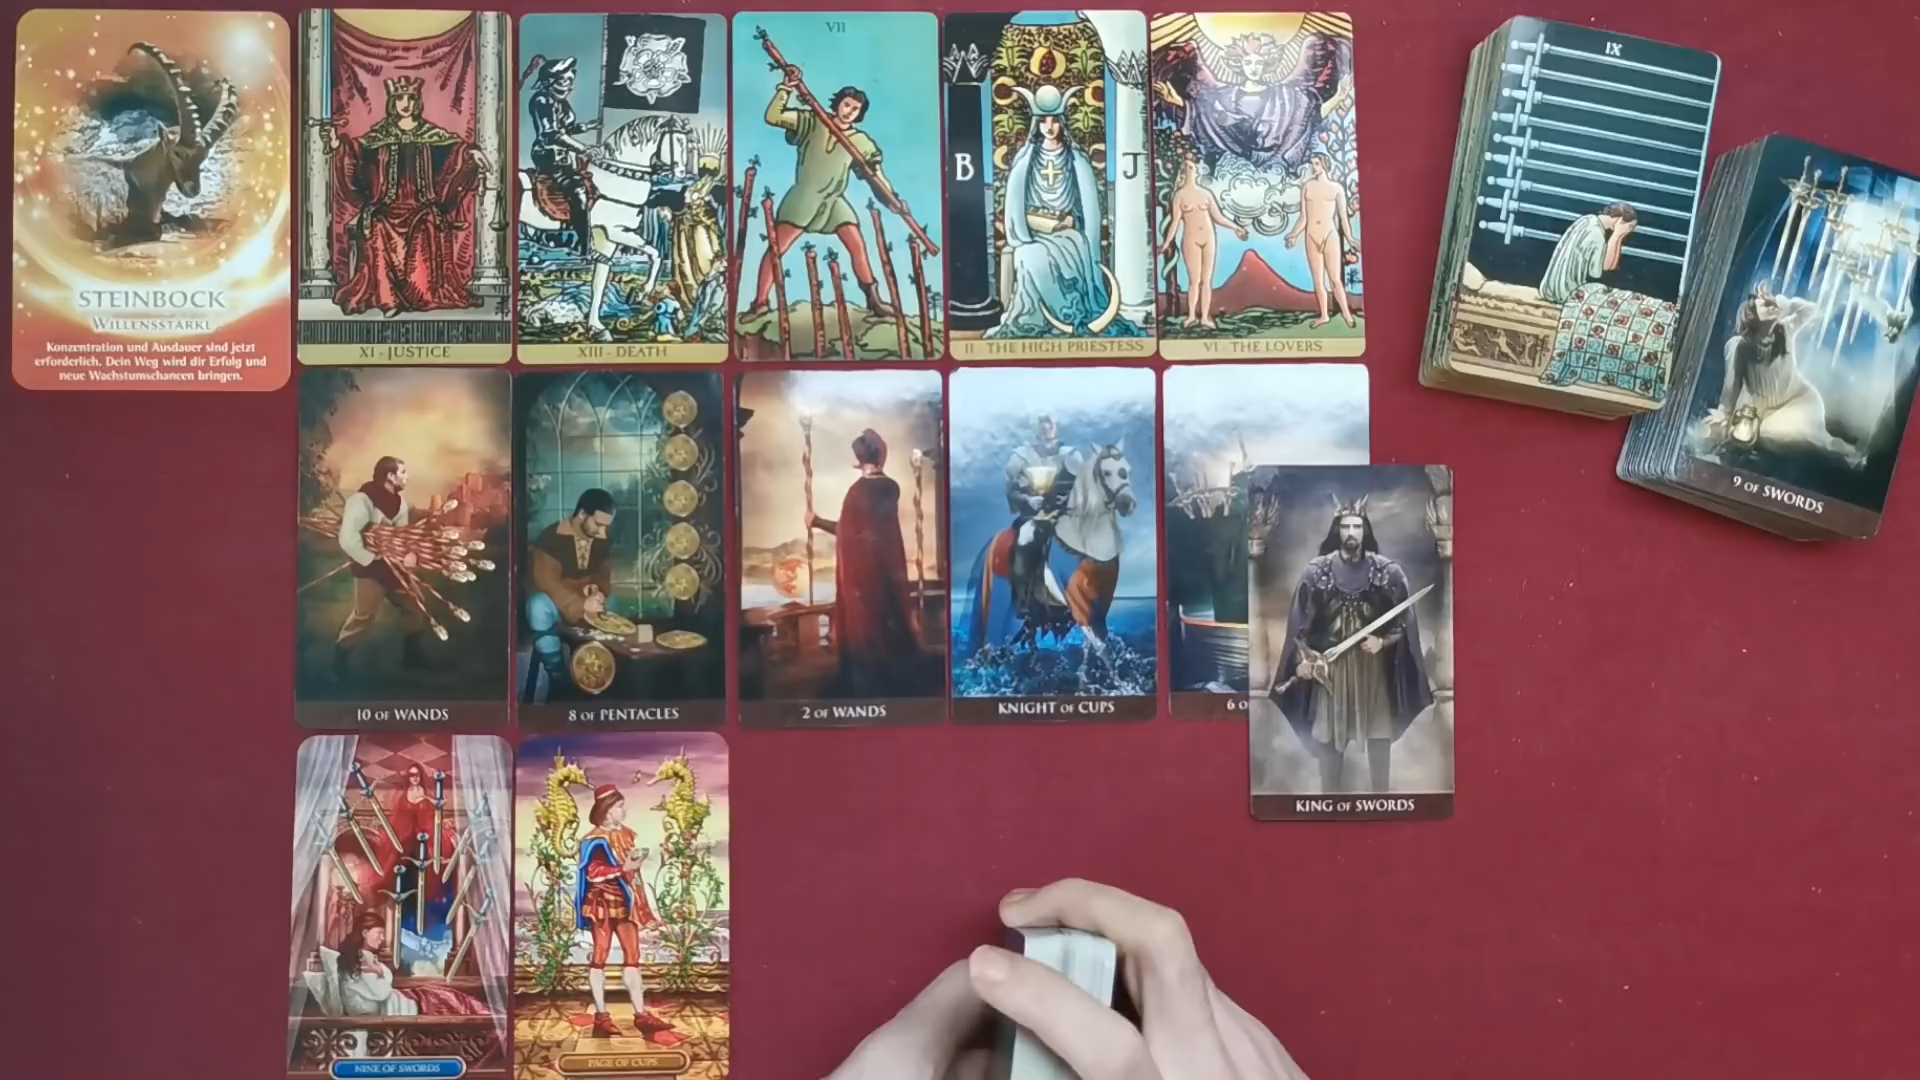 STEINBOCK
WILLENSSTÄRKE
Konzentration und Ausdauer sind jetzt
erforderlich. Dein Weg wird dir Erfolg und
neue Wachstumschancen bringen.
XI - JUSTICE
XIII - DEATH
VII
B
J
II - THE HIGH PRIESTESS
VI - THE LOVERS
IX
9 OF SWORDS
10 OF WANDS
8 OF PENTACLES
2 OF WANDS
KNIGHT OF CUPS
6 O
KING OF SWORDS
NINE OF SWORDS
PAGE OF CUPS